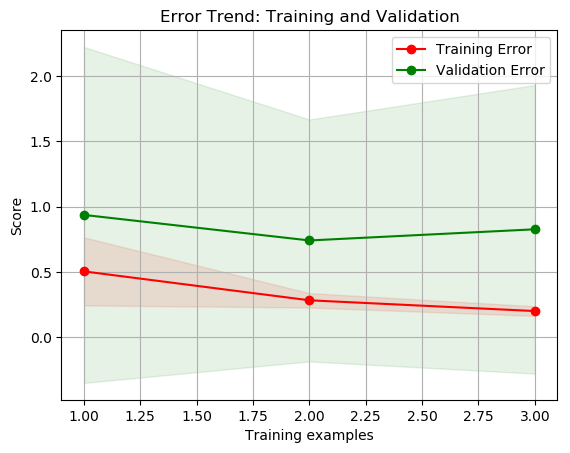 Error Trend: Training and Validation
Training Error
Validation Error
2.0
1.5
1.0
0.5
0.0
Score
1.00 1.25 1.50 1.75 2.00 2.25 2.50 2.75 3.00
Training examples